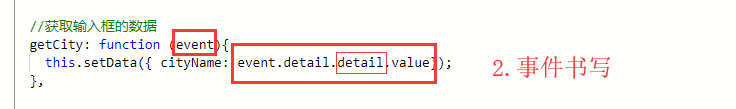 //获取输入框的数据
getCity: function (event){
this.setData({ cityName: event.detail.detail.value});
},
2.事件书写